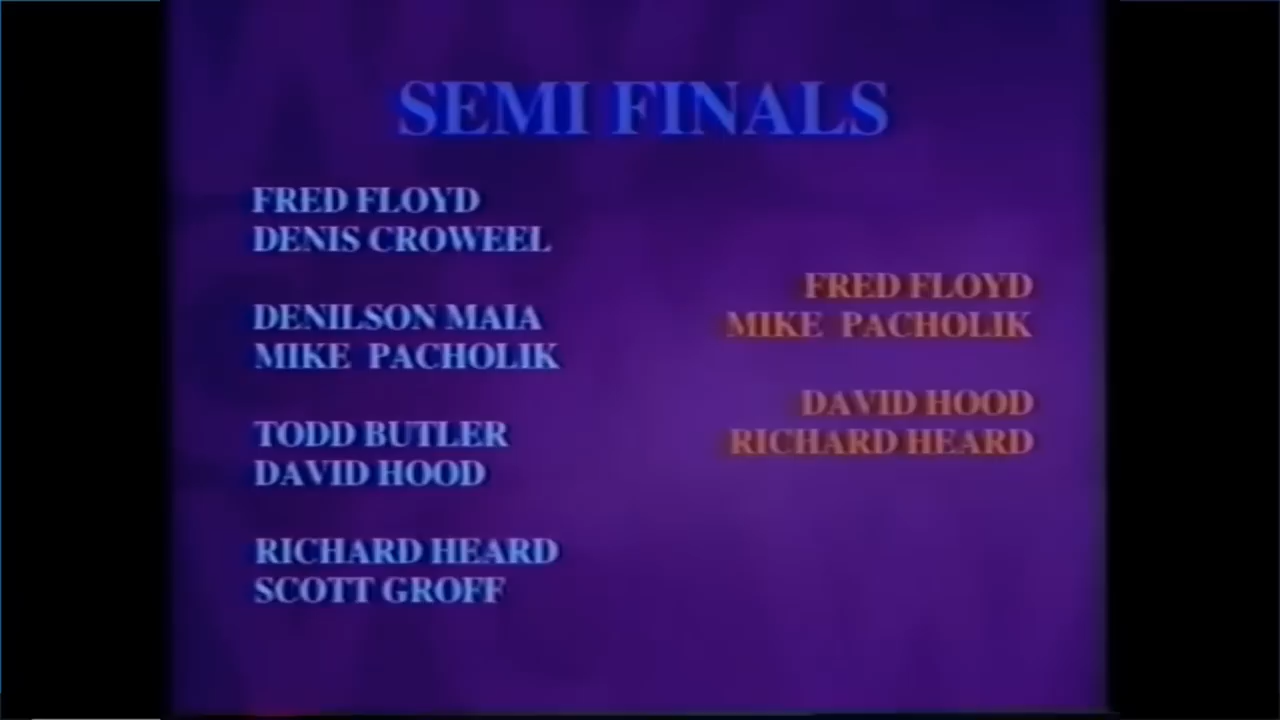 SEMI FINALS
FRED FLOYD
DENIS CROWEEL
DENILSON MAIA
MIKE PACHOLIK
TODD BUTLER
DAVID HOOD
RICHARD HEARD
SCOTT GROFF
FRED FLOYD
MIKE PACHOLIK
DAVID HOOD
RICHARD HEARD